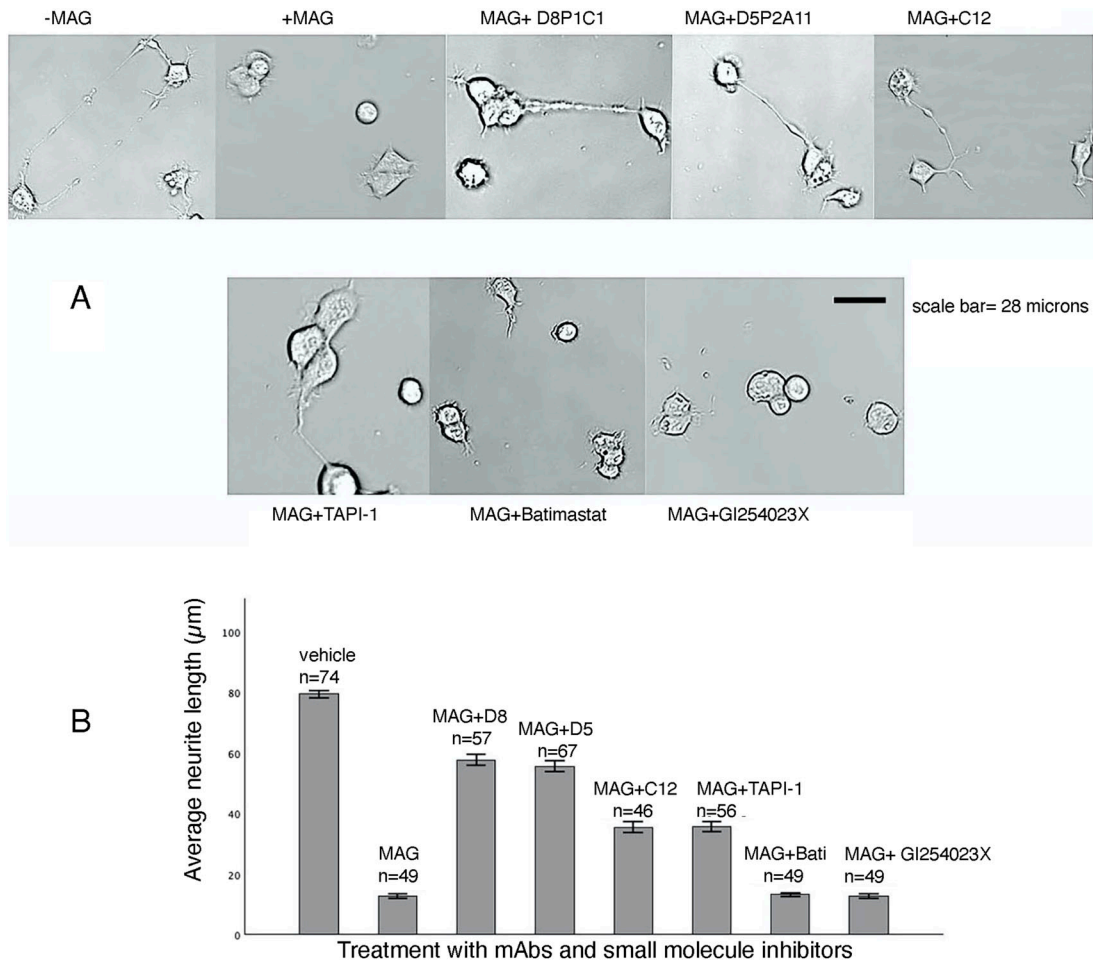 -MAG
+MAG
MAG+ D8P1C1
MAG+D5P2A11
MAG+C12
A
scale bar= 28 microns
MAG+TAPI-1
MAG+Batimastat
MAG+GI254023X
B
Average neurite length (µm)
100
80
60
40
20
0
vehicle
n=74
MAG
n=49
MAG+D8
n=57
MAG+D5
n=67
MAG+C12
n=46
MAG+TAPI-1
n=56
MAG+Bati
n=49
MAG+ GI254023X
n=49
Treatment with mAbs and small molecule inhibitors